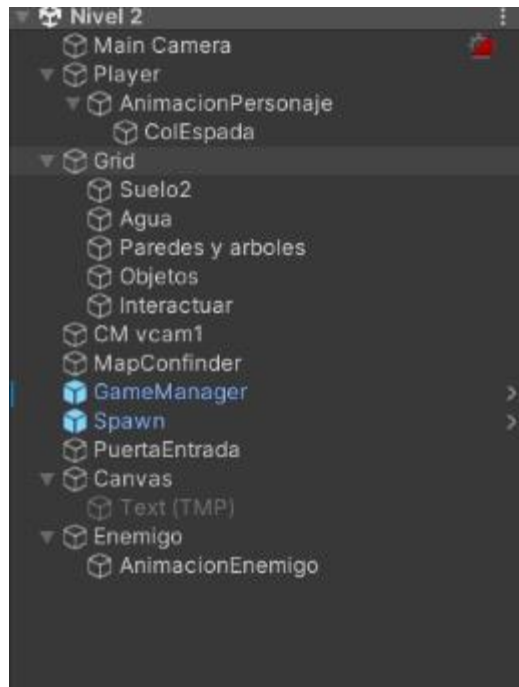 Nivel 2
Main Camera
Player
AnimacionPersonaje
ColEspada
Grid
Suelo2
Agua
Paredes y arboles
Objetos
Interactuar
CM vcam1
MapConfinder
GameManager
Spawn
PuertaEntrada
Canvas
Text (TMP)
Enemigo
AnimacionEnemigo